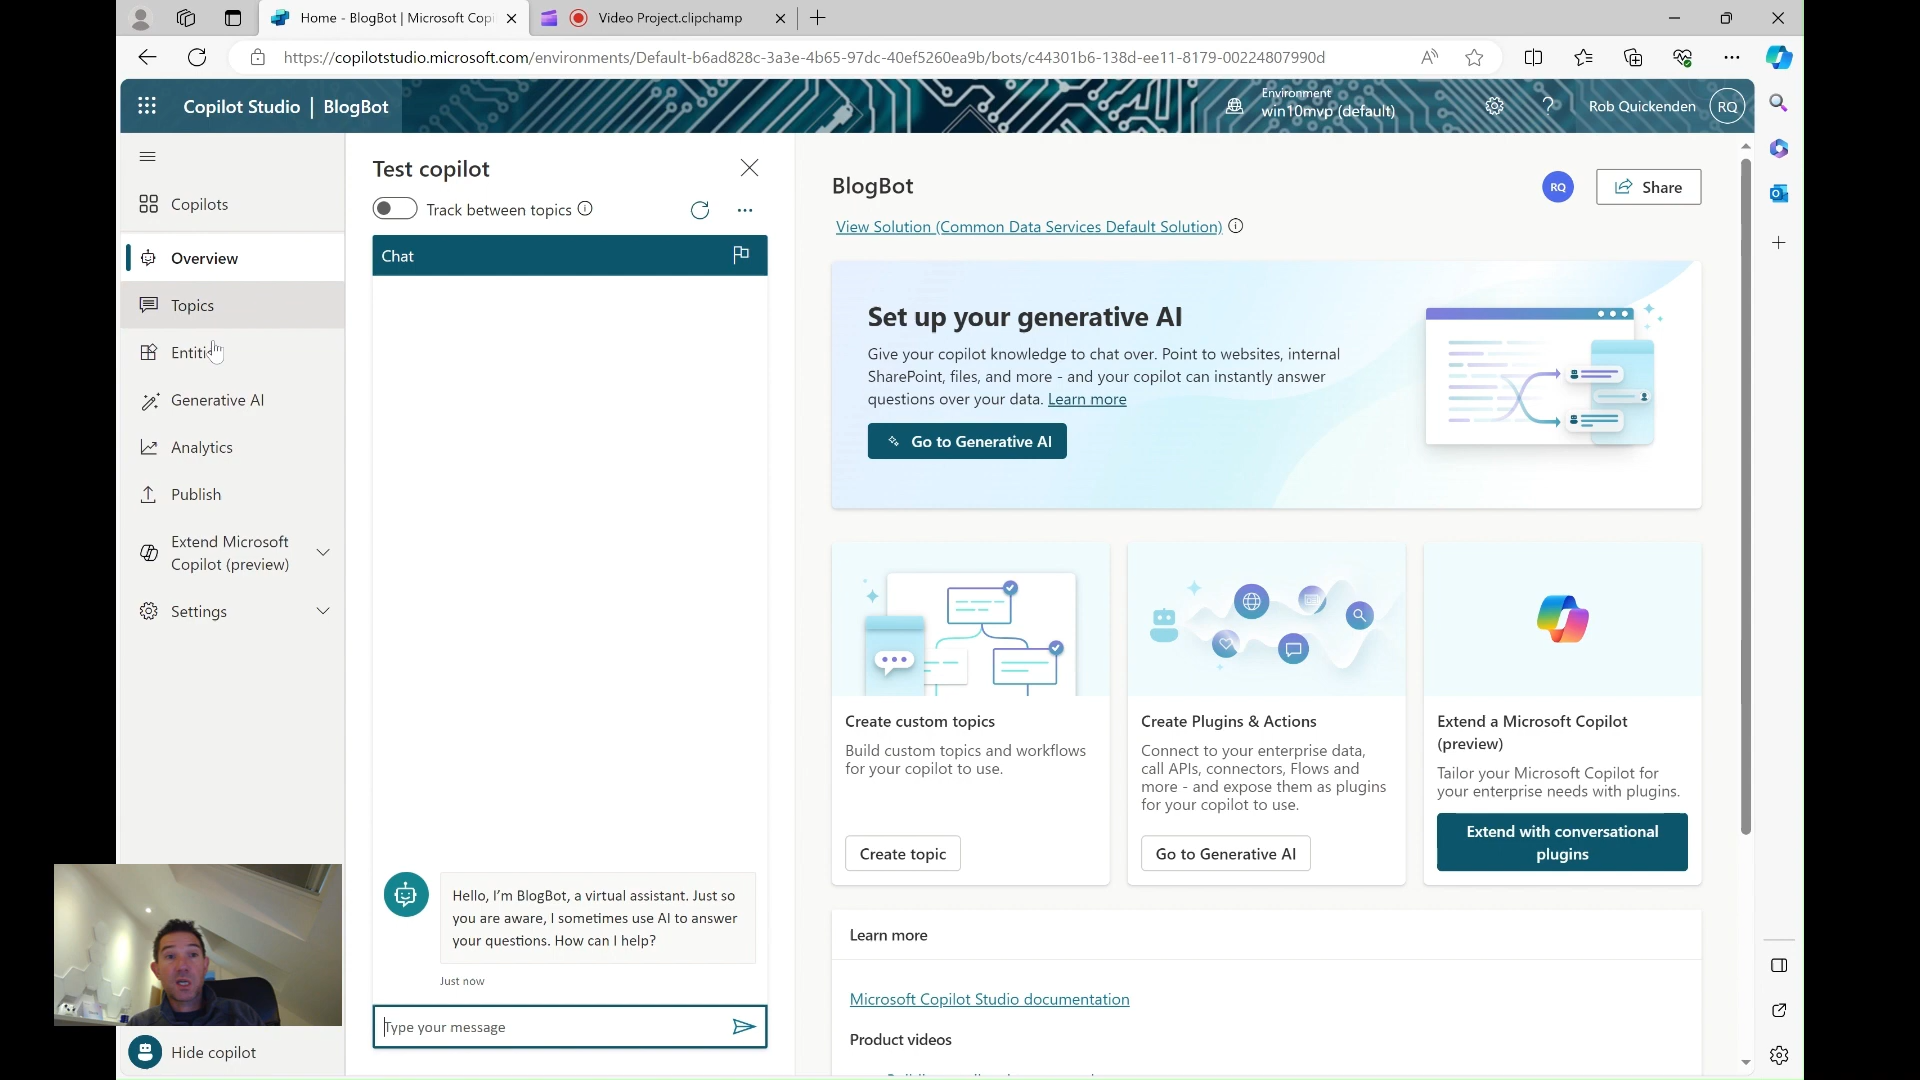 Home - BlogBot | Microsoft Copi
Video Project.clipchamp
https://copilotstudio.microsoft.com/environments/Default-b6ad828c-3a3e-4b65-97dc-40ef5260ea9b/bots/c44301b6-138d-ee11-8179-00224807990d
Copilot Studio | BlogBot
Environment
win10mvp (default)
?
Rob Quickenden
RQ
Copilots
Overview
Topics
Entiti
Generative AI
Analytics
Publish
Extend Microsoft
Copilot (preview)
Settings
Hide copilot
Test copilot
Track between topics
Chat
Hello, I'm BlogBot, a virtual assistant. Just so
you are aware, I sometimes use AI to answer
your questions. How can I help?
Just now
Type your message
BlogBot
RQ
Share
View Solution (Common Data Services Default Solution)
Set up your generative AI
Give your copilot knowledge to chat over. Point to websites, internal
SharePoint, files, and more - and your copilot can instantly answer
questions over your data. Learn more
Go to Generative AI
Create custom topics
Build custom topics and workflows
for your copilot to use.
Create topic
Create Plugins & Actions
Connect to your enterprise data,
call APIs, connectors, Flows and
more - and expose them as plugins
for your copilot to use.
Go to Generative AI
Extend a Microsoft Copilot
(preview)
Tailor your Microsoft Copilot for
your enterprise needs with plugins.
Extend with conversational
plugins
Learn more
Microsoft Copilot Studio documentation
Product videos